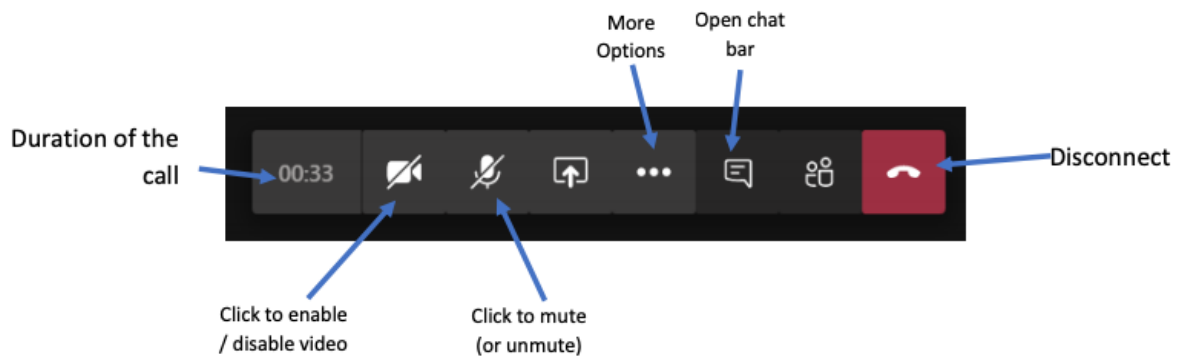 More
Options
Open chat
bar
Duration of the
call
00:33
Disconnect
Click to enable
/ disable video
Click to mute
(or unmute)